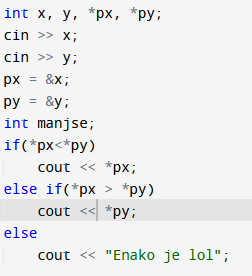 int x, y, *px, *py;
cin >> x;
cin >> y;
px = &x;
py = &y;
int manjse;
if(*px<*py)
    cout << *px;
else if(*px > *py)
    cout << *py;
else
    cout << "Enako je lol";